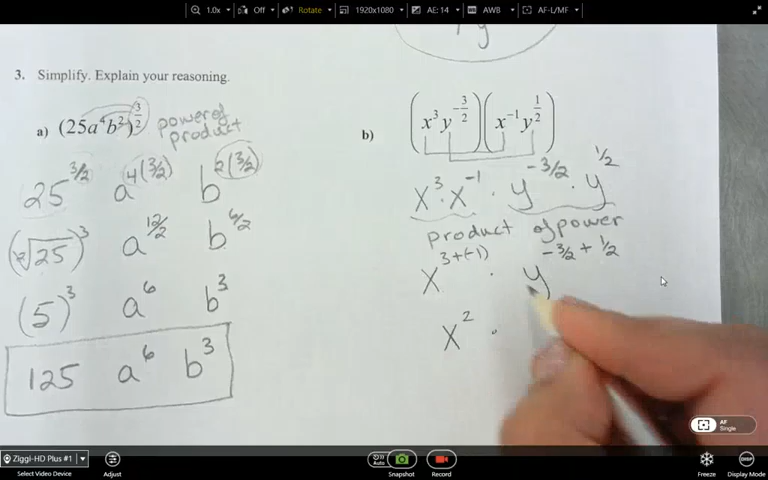 1.0x Off Rotate 1920x1080 AE: 14 AWB AF-L/MF
3. Simplify. Explain your reasoning.
a) (25a⁴b²)^(3/2) power of product
25^(3/2) a^(4(3/2)) b^(2(3/2))
(²√25)³ a^(12/2) b^(6/2)
(5)³ a⁶ b³
125 a⁶ b³
b) (x³y^(-3/2))(x⁻¹y^(1/2))
x³·x⁻¹ · y^(-3/2) · y^(1/2)
product of power
x^(3+(-1)) · y^(-3/2 + 1/2)
x² ·
AF
Single
Ziggi-HD Plus #1
Select Video Device
Adjust
Auto
Snapshot
Record
Freeze
DISP
Display Mode